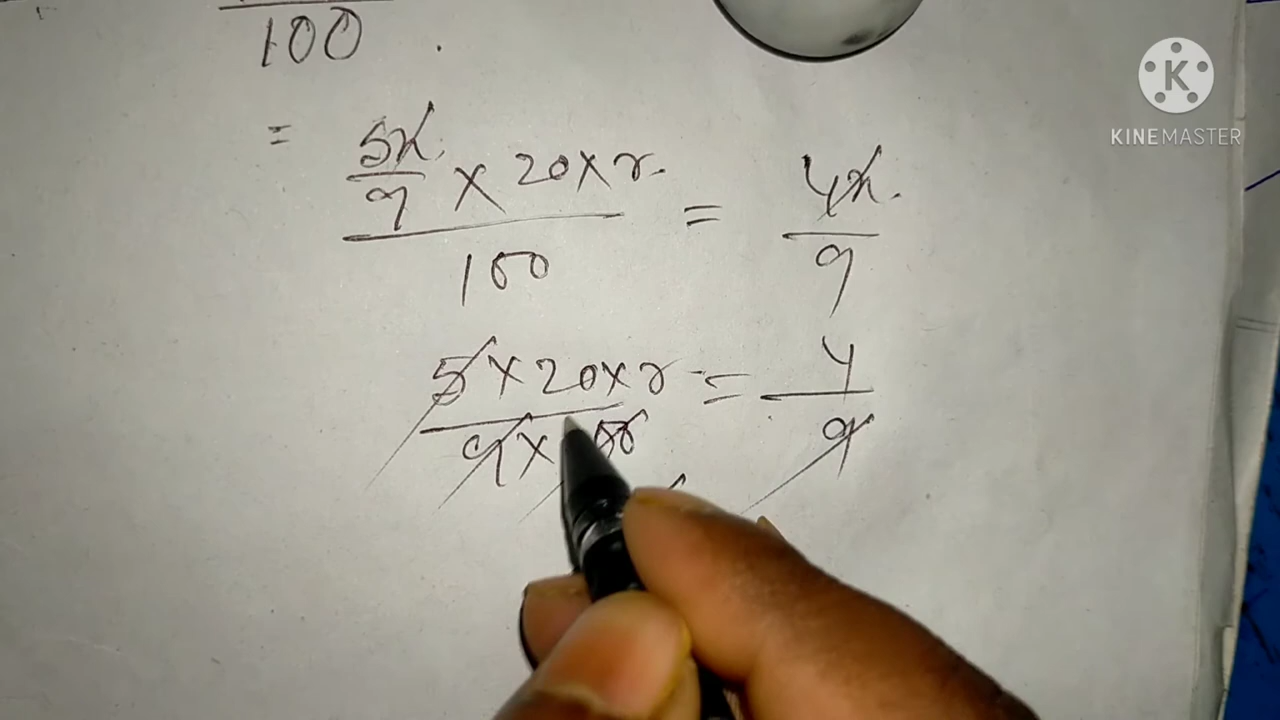 100
K
KINEMASTER
= 5x/9 × 20 × r / 100 = 4x/9
5 × 20 × r / 9 × 100 = 4/9